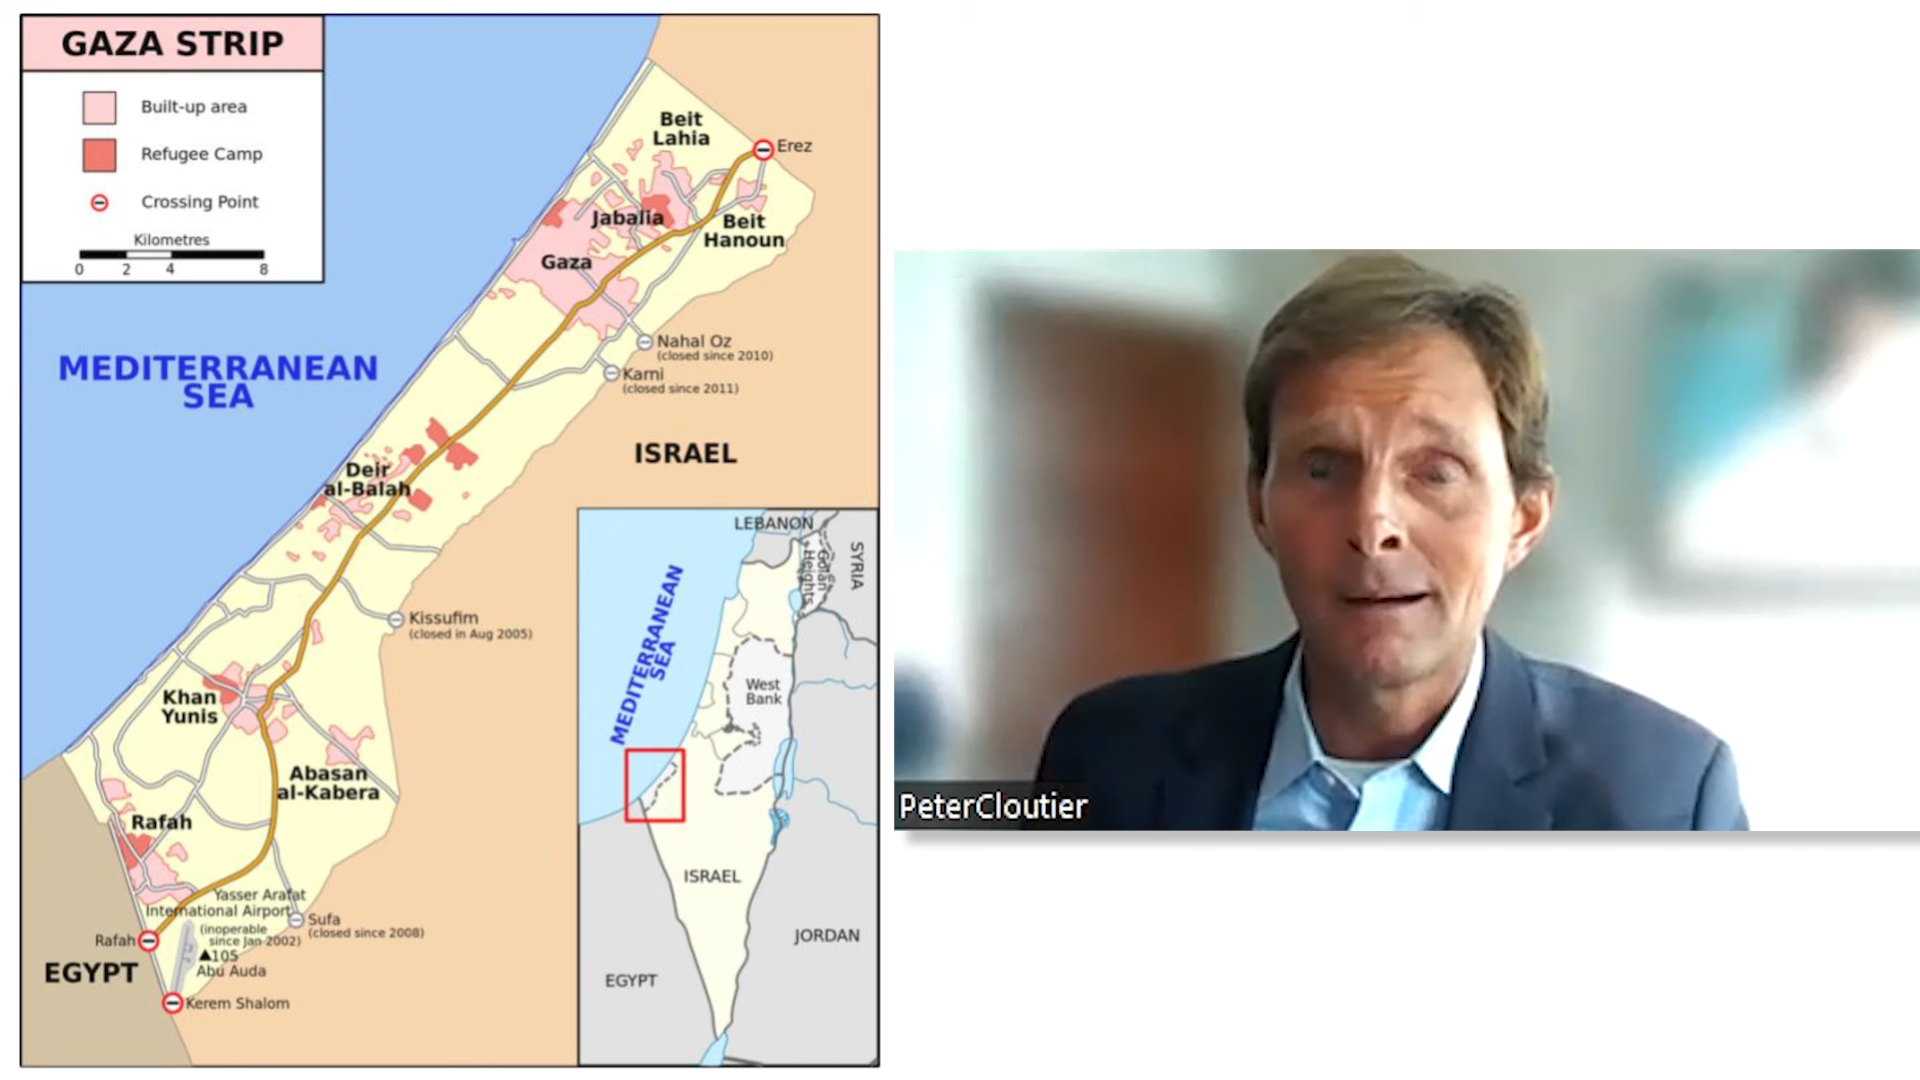 GAZA STRIP
Built-up area
Refugee Camp
Crossing Point
Kilometres
0 2 4 8
MEDITERRANEAN
SEA
Beit
Lahia
Erez
Jabalia
Beit
Hanoun
Gaza
Nahal Oz
(closed since 2010)
Karni
(closed since 2011)
ISRAEL
Deir
al-Balah
Kissufim
(closed in Aug 2005)
Khan
Yunis
Abasan
al-Kabera
Rafah
Yasser Arafat
International Airport
(inoperable
since Jan 2002)
Sufa
(closed since 2008)
Rafah
105
Abu Auda
EGYPT
Kerem Shalom
LEBANON
SYRIA
Golan
Heights
MEDITERRANEAN
SEA
West
Bank
ISRAEL
JORDAN
EGYPT
PeterCloutier